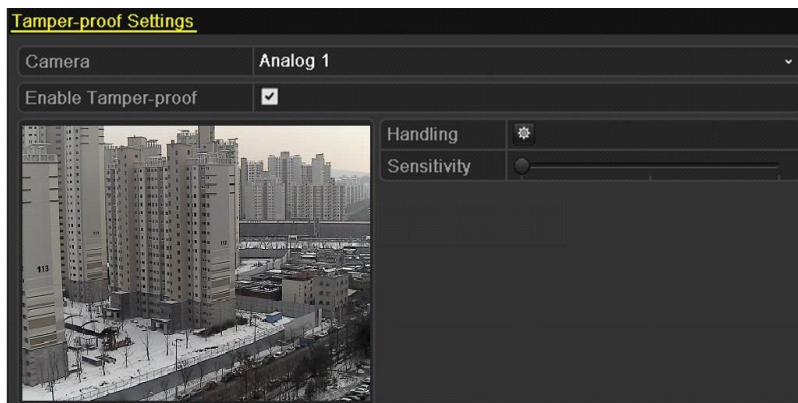 Tamper-proof Settings
Camera Analog 1
Enable Tamper-proof
Handling
Sensitivity
113